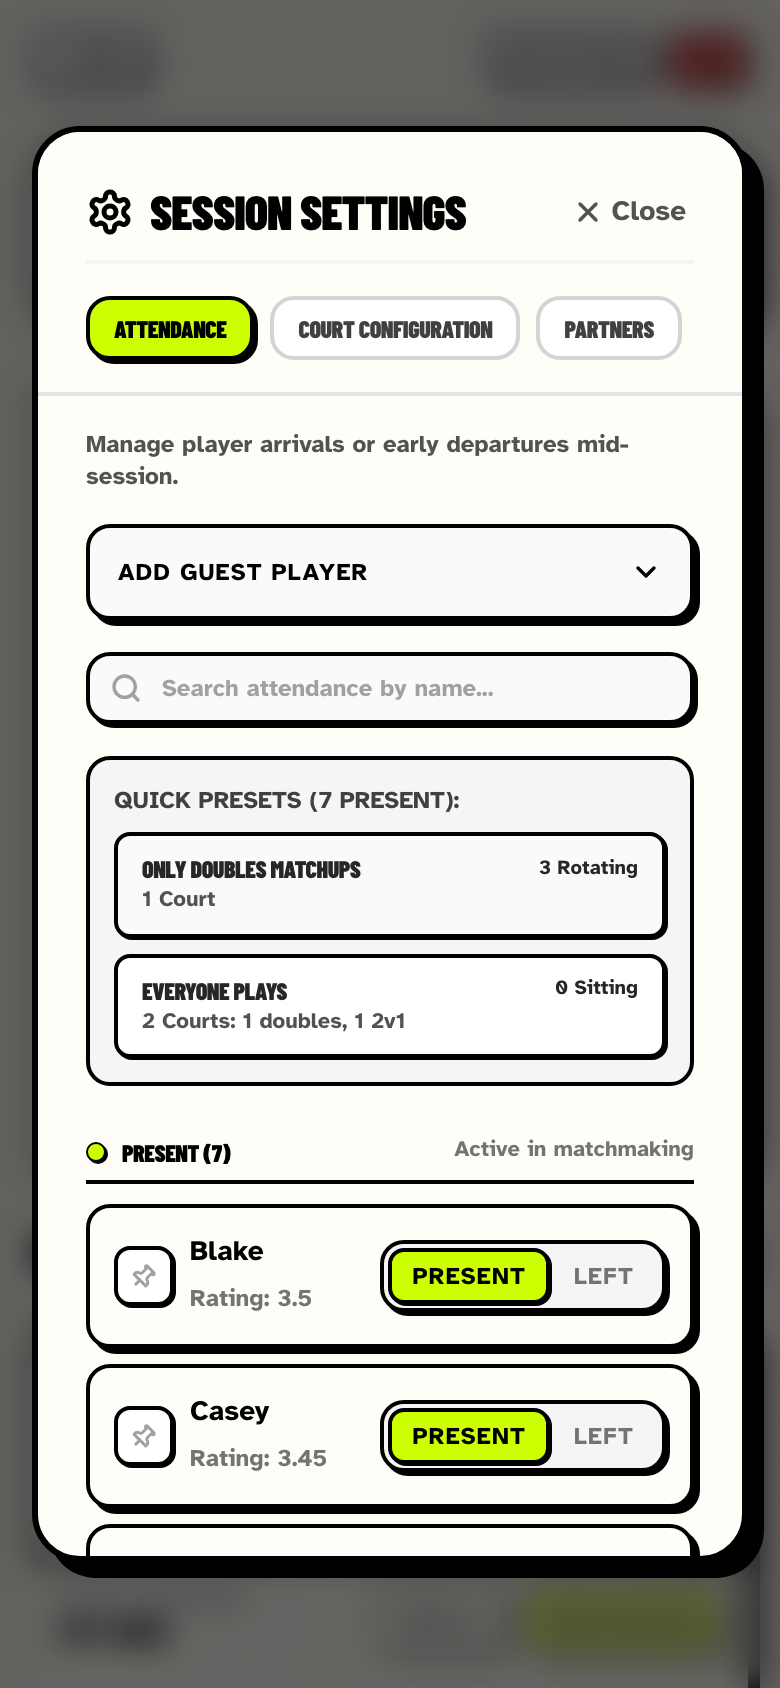 SESSION SETTINGS
Close
ATTENDANCE
COURT CONFIGURATION
PARTNERS
Manage player arrivals or early departures mid-
session.
ADD GUEST PLAYER
Search attendance by name...
QUICK PRESETS (7 PRESENT):
ONLY DOUBLES MATCHUPS
3 Rotating
1 Court
EVERYONE PLAYS
0 Sitting
2 Courts: 1 doubles, 1 2v1
PRESENT (7)
Active in matchmaking
Blake
Rating: 3.5
PRESENT
LEFT
Casey
Rating: 3.45
PRESENT
LEFT